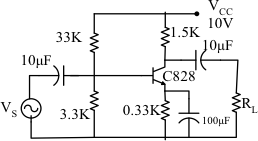 V_CC
10V
33K
1.5K
10μF
10μF
C828
V_S
3.3K
0.33K
100μF
R_L